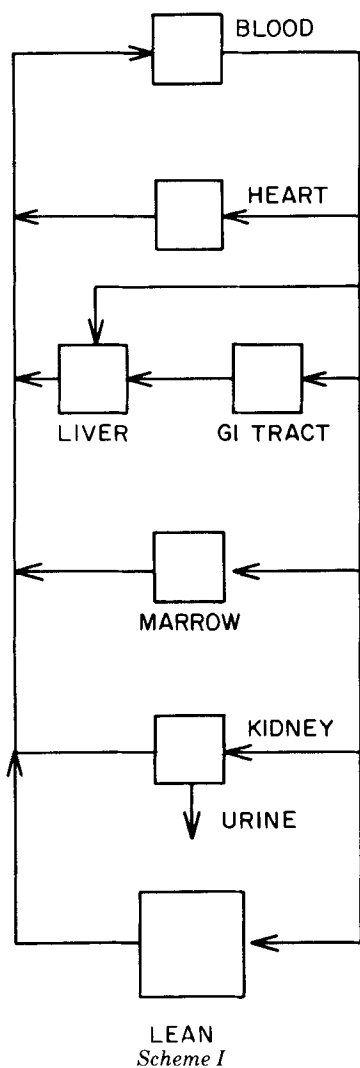 BLOOD
HEART
LIVER
GI TRACT
MARROW
KIDNEY
URINE
LEAN
Scheme I